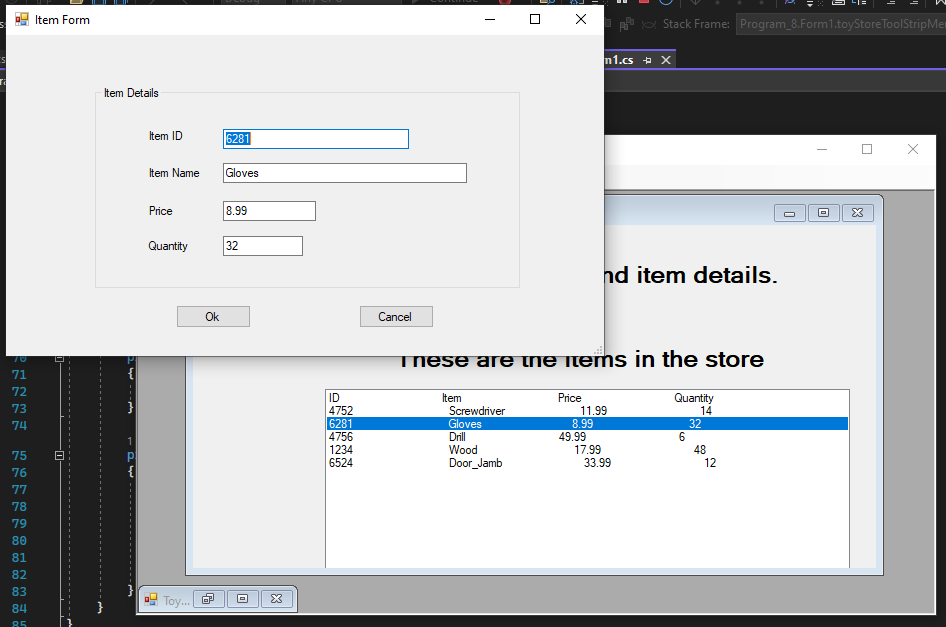 Item Form
Stack Frame: Program_8.Form1.toyStoreToolStripMe
m1.cs
Item Details
Item ID 6281
Item Name Gloves
Price 8.99
Quantity 32
Ok Cancel
nd item details.
These are the items in the store
ID Item Price Quantity
4752 Screwdriver 11.99 14
6281 Gloves 8.99 32
4756 Drill 49.99 6
1234 Wood 17.99 48
6524 Door_Jamb 33.99 12
70 p
71 {
72
73 }
74
1
75 p
76 {
77
78
79
80
81
82
83 }
84 }
85 }
Toy...